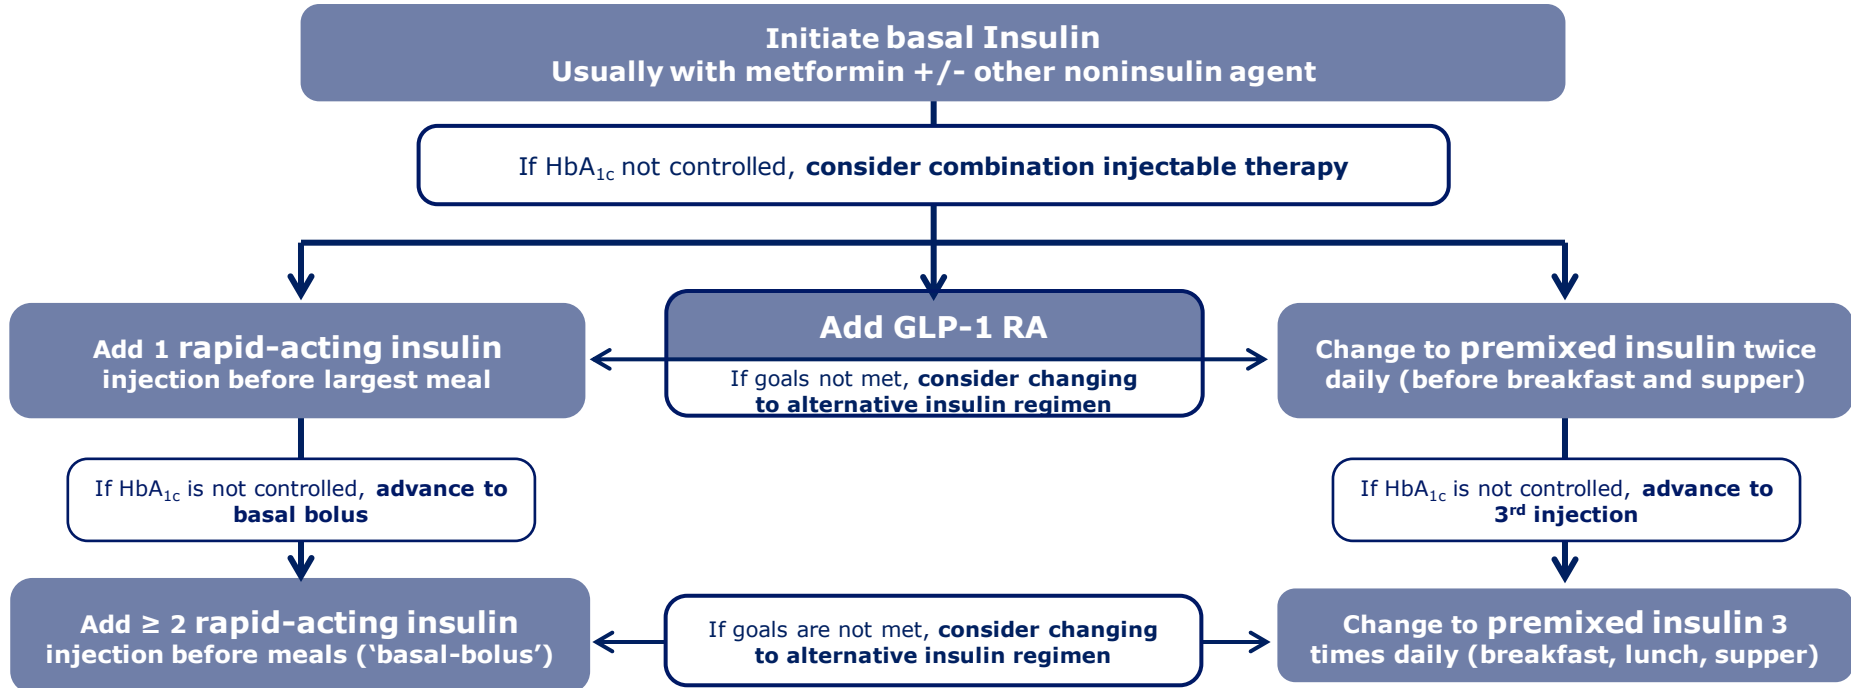 Initiate basal Insulin
Usually with metformin +/- other noninsulin agent
If HbA1c not controlled, consider combination injectable therapy
Add 1 rapid-acting insulin
injection before largest meal
Add GLP-1 RA
If goals not met, consider changing
to alternative insulin regimen
Change to premixed insulin twice
daily (before breakfast and supper)
If HbA1c is not controlled, advance to
basal bolus
If HbA1c is not controlled, advance to
3rd injection
Add ≥ 2 rapid-acting insulin
injection before meals (‘basal-bolus’)
If goals are not met, consider changing
to alternative insulin regimen
Change to premixed insulin 3
times daily (breakfast, lunch, supper)